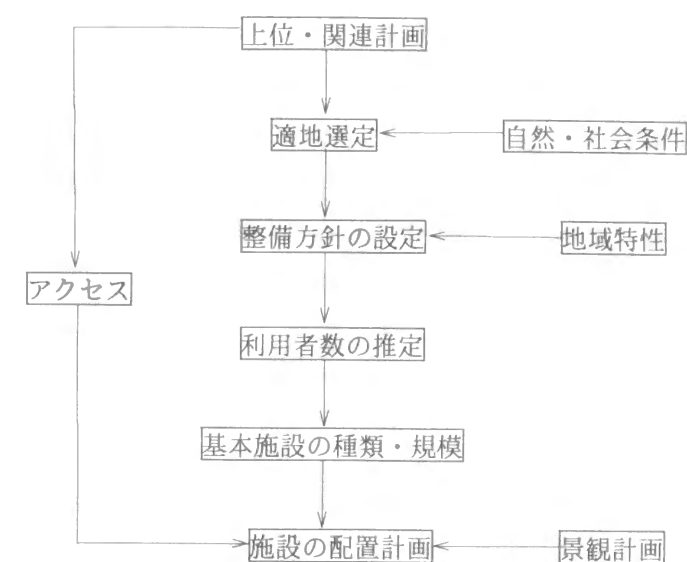 上位・関連計画
適地選定
自然・社会条件
整備方針の設定
地域特性
アクセス
利用者数の推定
基本施設の種類・規模
施設の配置計画
景観計画